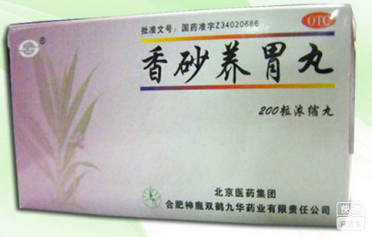 批准文号：国药准字Z34020686
OTC
香砂养胃丸
200粒浓缩丸
北京医药集团
合肥神鹿双鹤九华药业有限责任公司